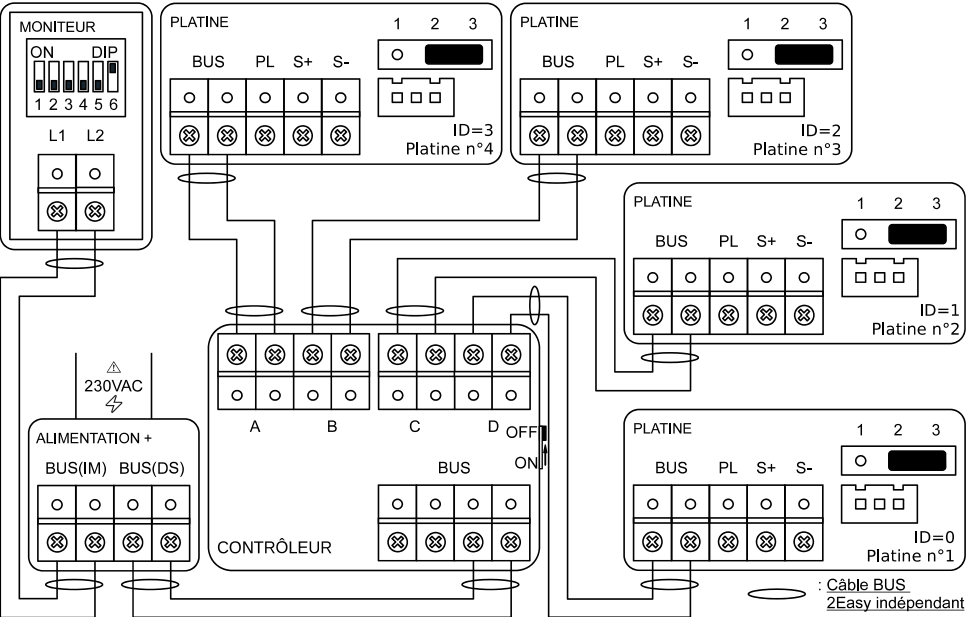 MONITEUR
ON DIP
1 2 3 4 5 6
L1 L2
PLATINE
1 2 3
BUS PL S+ S-
ID=3
Platine n°4
PLATINE
1 2 3
BUS PL S+ S-
ID=2
Platine n°3
PLATINE
1 2 3
BUS PL S+ S-
ID=1
Platine n°2
230VAC
ALIMENTATION +
BUS(IM) BUS(DS)
A B C D
OFF
ON
BUS
CONTRÔLEUR
PLATINE
1 2 3
BUS PL S+ S-
ID=0
Platine n°1
: Câble BUS
2Easy indépendant